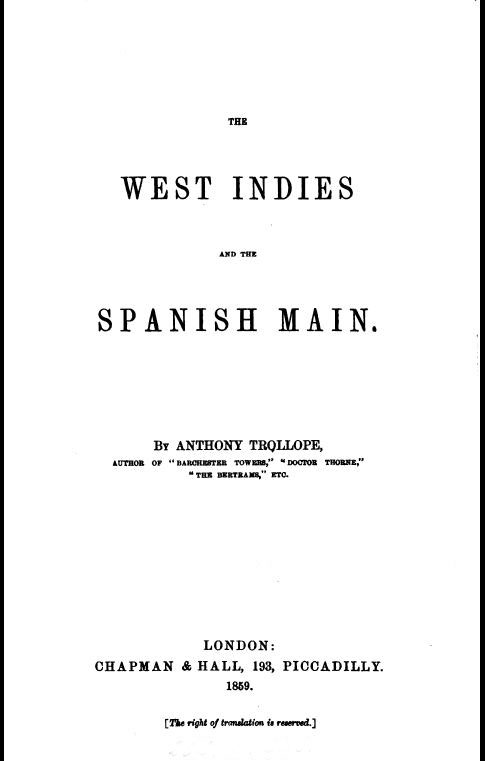 THE
WEST INDIES
AND THE
SPANISH MAIN.
BY ANTHONY TROLLOPE,
AUTHOR OF "BARCHESTER TOWERS," "DOCTOR THORNE,"
"THE BERTRAMS," ETC.
LONDON:
CHAPMAN & HALL, 193, PICCADILLY.
1859.
[The right of translation is reserved.]